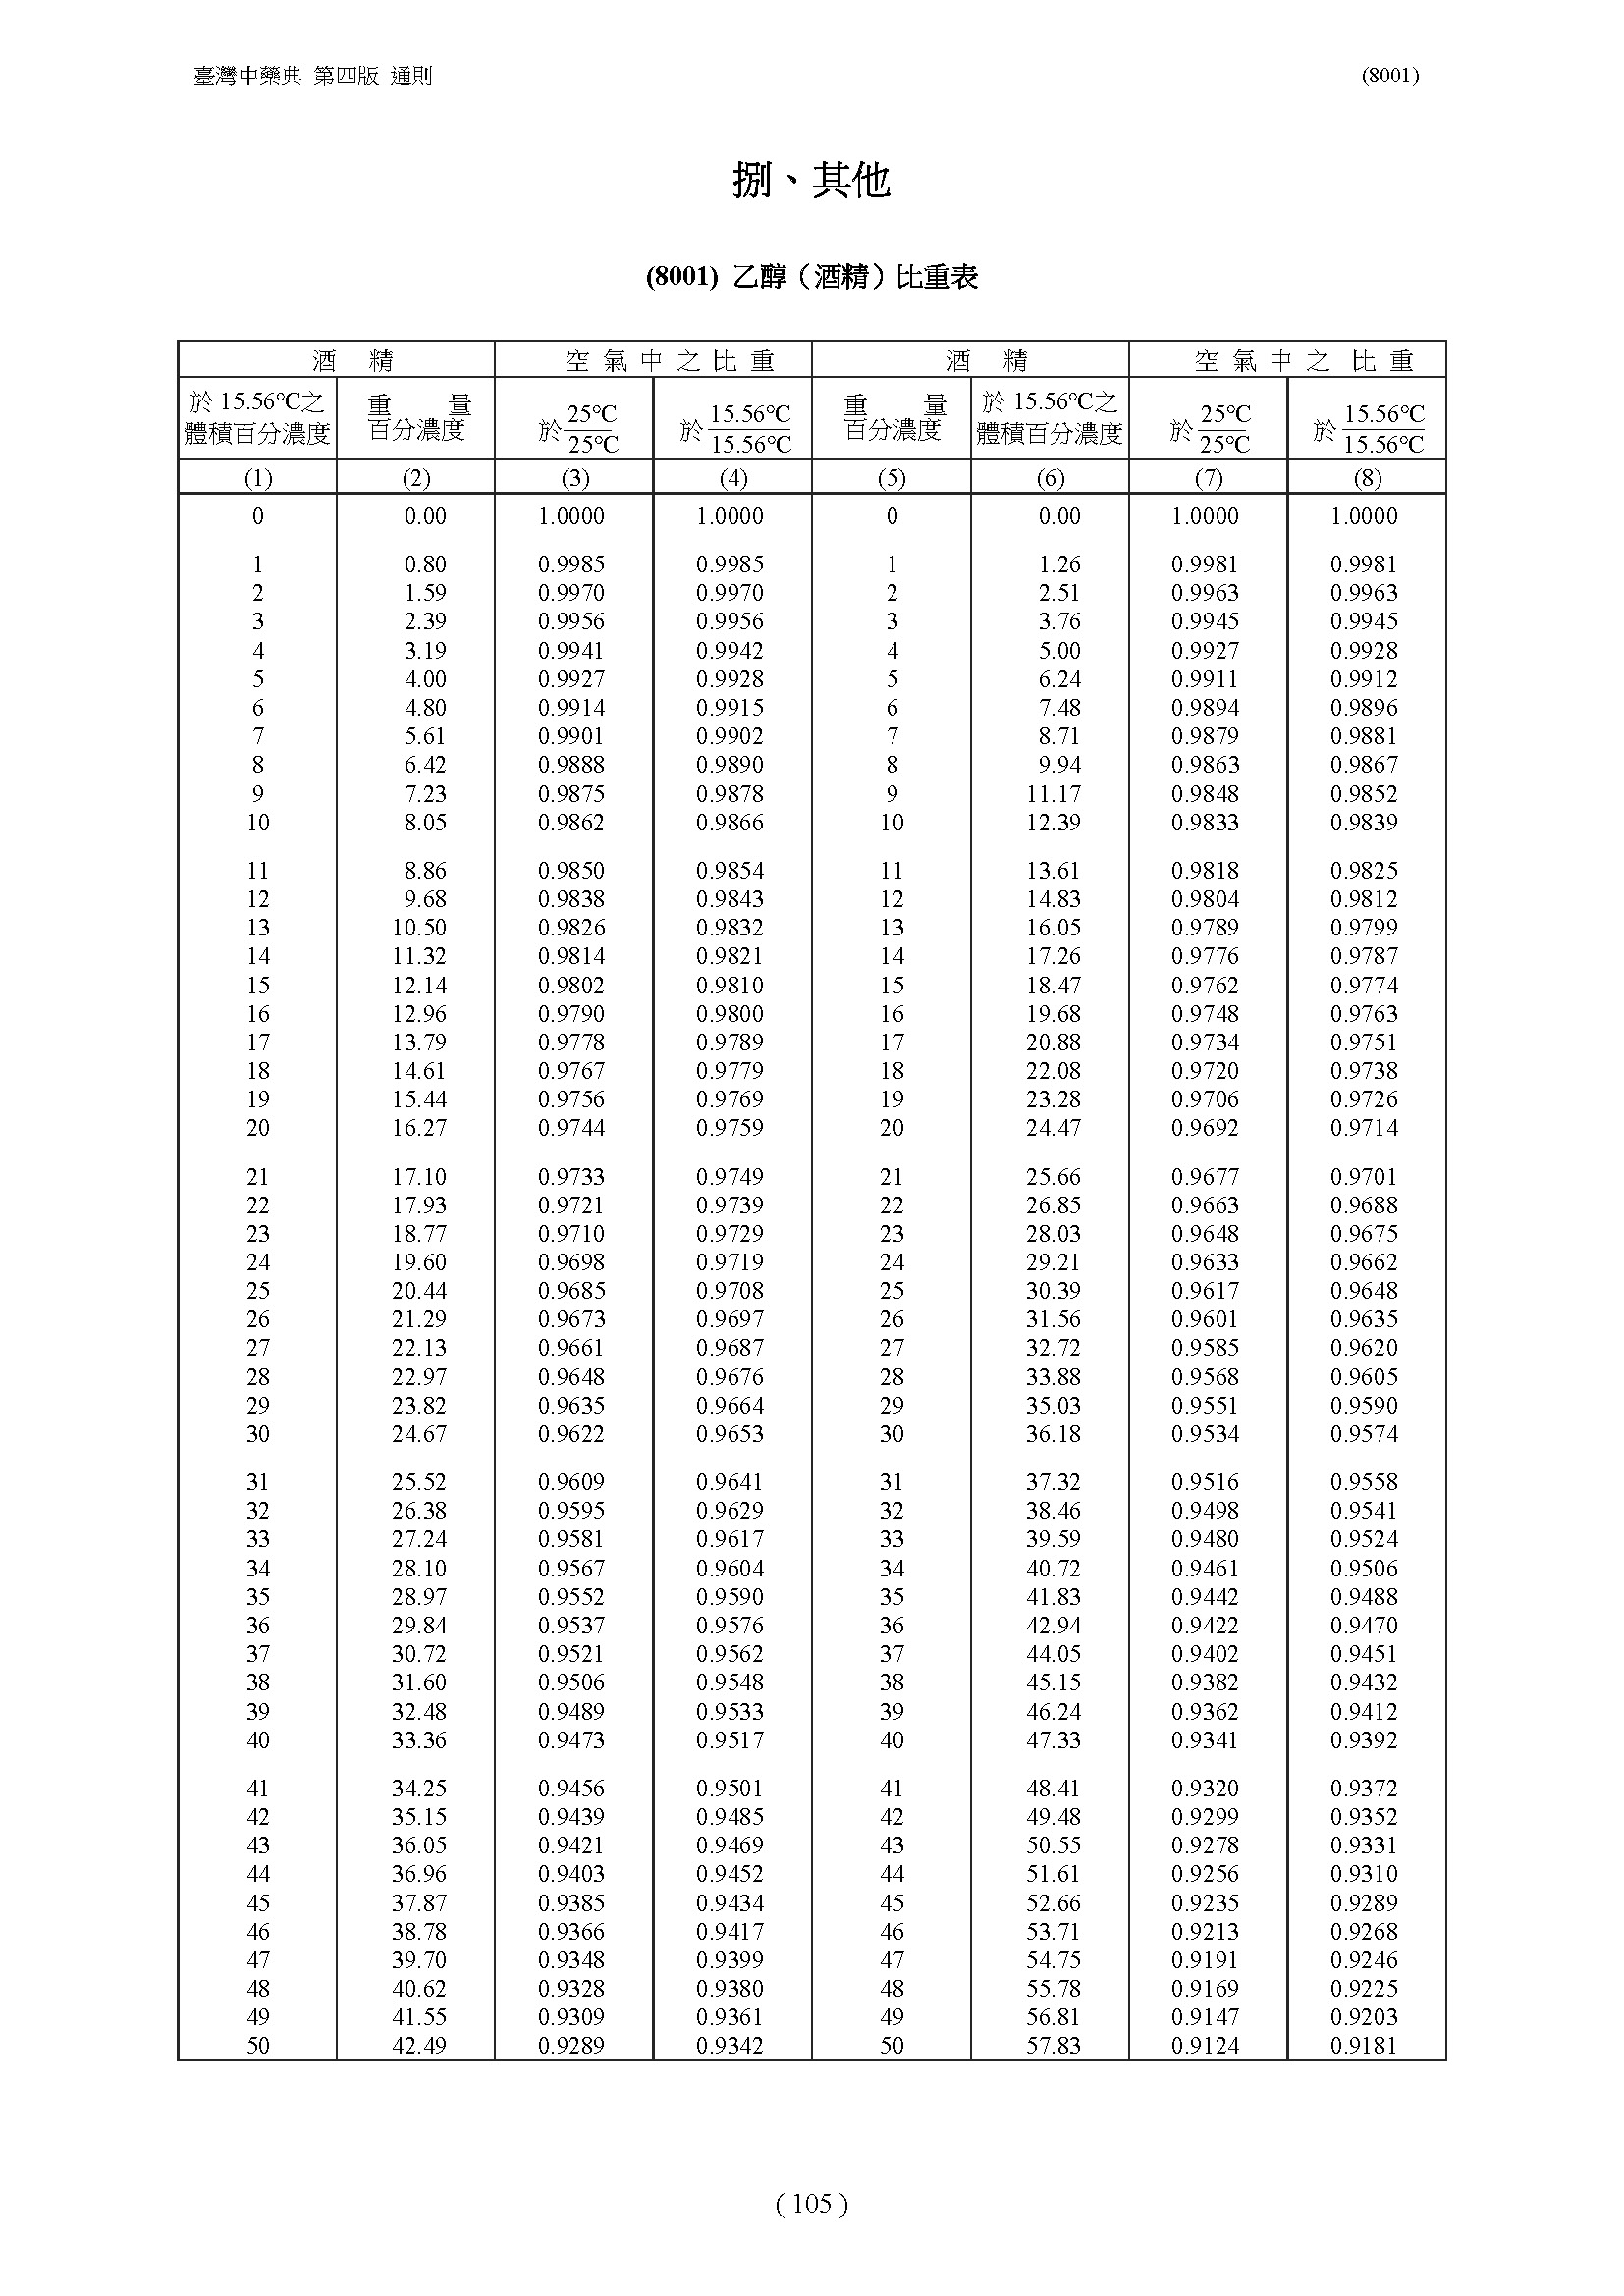 臺灣中藥典 第四版 通則 (8001)
捌、其他
(8001) 乙醇（酒精）比重表
酒 精 空 氣 中 之 比 重 酒 精 空 氣 中 之 比 重
於 15.56℃之體積百分濃度 重量百分濃度 於 25℃/25℃ 於 15.56℃/15.56℃ 重量百分濃度 於 15.56℃之體積百分濃度 於 25℃/25℃ 於 15.56℃/15.56℃
(1) (2) (3) (4) (5) (6) (7) (8)
0 0.00 1.0000 1.0000 0 0.00 1.0000 1.0000
1 0.80 0.9985 0.9985 1 1.26 0.9981 0.9981
2 1.59 0.9970 0.9970 2 2.51 0.9963 0.9963
3 2.39 0.9956 0.9956 3 3.76 0.9945 0.9945
4 3.19 0.9941 0.9942 4 5.00 0.9927 0.9928
5 4.00 0.9927 0.9928 5 6.24 0.9911 0.9912
6 4.80 0.9914 0.9915 6 7.48 0.9894 0.9896
7 5.61 0.9901 0.9902 7 8.71 0.9879 0.9881
8 6.42 0.9888 0.9890 8 9.94 0.9863 0.9867
9 7.23 0.9875 0.9878 9 11.17 0.9848 0.9852
10 8.05 0.9862 0.9866 10 12.39 0.9833 0.9839
11 8.86 0.9850 0.9854 11 13.61 0.9818 0.9825
12 9.68 0.9838 0.9843 12 14.83 0.9804 0.9812
13 10.50 0.9826 0.9832 13 16.05 0.9789 0.9799
14 11.32 0.9814 0.9821 14 17.26 0.9776 0.9787
15 12.14 0.9802 0.9810 15 18.47 0.9762 0.9774
16 12.96 0.9790 0.9800 16 19.68 0.9748 0.9763
17 13.79 0.9778 0.9789 17 20.88 0.9734 0.9751
18 14.61 0.9767 0.9779 18 22.08 0.9720 0.9738
19 15.44 0.9756 0.9769 19 23.28 0.9706 0.9726
20 16.27 0.9744 0.9759 20 24.47 0.9692 0.9714
21 17.10 0.9733 0.9749 21 25.66 0.9677 0.9701
22 17.93 0.9721 0.9739 22 26.85 0.9663 0.9688
23 18.77 0.9710 0.9729 23 28.03 0.9648 0.9675
24 19.60 0.9698 0.9719 24 29.21 0.9633 0.9662
25 20.44 0.9685 0.9708 25 30.39 0.9617 0.9648
26 21.29 0.9673 0.9697 26 31.56 0.9601 0.9635
27 22.13 0.9661 0.9687 27 32.72 0.9585 0.9620
28 22.97 0.9648 0.9676 28 33.88 0.9568 0.9605
29 23.82 0.9635 0.9664 29 35.03 0.9551 0.9590
30 24.67 0.9622 0.9653 30 36.18 0.9534 0.9574
31 25.52 0.9609 0.9641 31 37.32 0.9516 0.9558
32 26.38 0.9595 0.9629 32 38.46 0.9498 0.9541
33 27.24 0.9581 0.9617 33 39.59 0.9480 0.9524
34 28.10 0.9567 0.9604 34 40.72 0.9461 0.9506
35 28.97 0.9552 0.9590 35 41.83 0.9442 0.9488
36 29.84 0.9537 0.9576 36 42.94 0.9422 0.9470
37 30.72 0.9521 0.9562 37 44.05 0.9402 0.9451
38 31.60 0.9506 0.9548 38 45.15 0.9382 0.9432
39 32.48 0.9489 0.9533 39 46.24 0.9362 0.9412
40 33.36 0.9473 0.9517 40 47.33 0.9341 0.9392
41 34.25 0.9456 0.9501 41 48.41 0.9320 0.9372
42 35.15 0.9439 0.9485 42 49.48 0.9299 0.9352
43 36.05 0.9421 0.9469 43 50.55 0.9278 0.9331
44 36.96 0.9403 0.9452 44 51.61 0.9256 0.9310
45 37.87 0.9385 0.9434 45 52.66 0.9235 0.9289
46 38.78 0.9366 0.9417 46 53.71 0.9213 0.9268
47 39.70 0.9348 0.9399 47 54.75 0.9191 0.9246
48 40.62 0.9328 0.9380 48 55.78 0.9169 0.9225
49 41.55 0.9309 0.9361 49 56.81 0.9147 0.9203
50 42.49 0.9289 0.9342 50 57.83 0.9124 0.9181
( 105 )